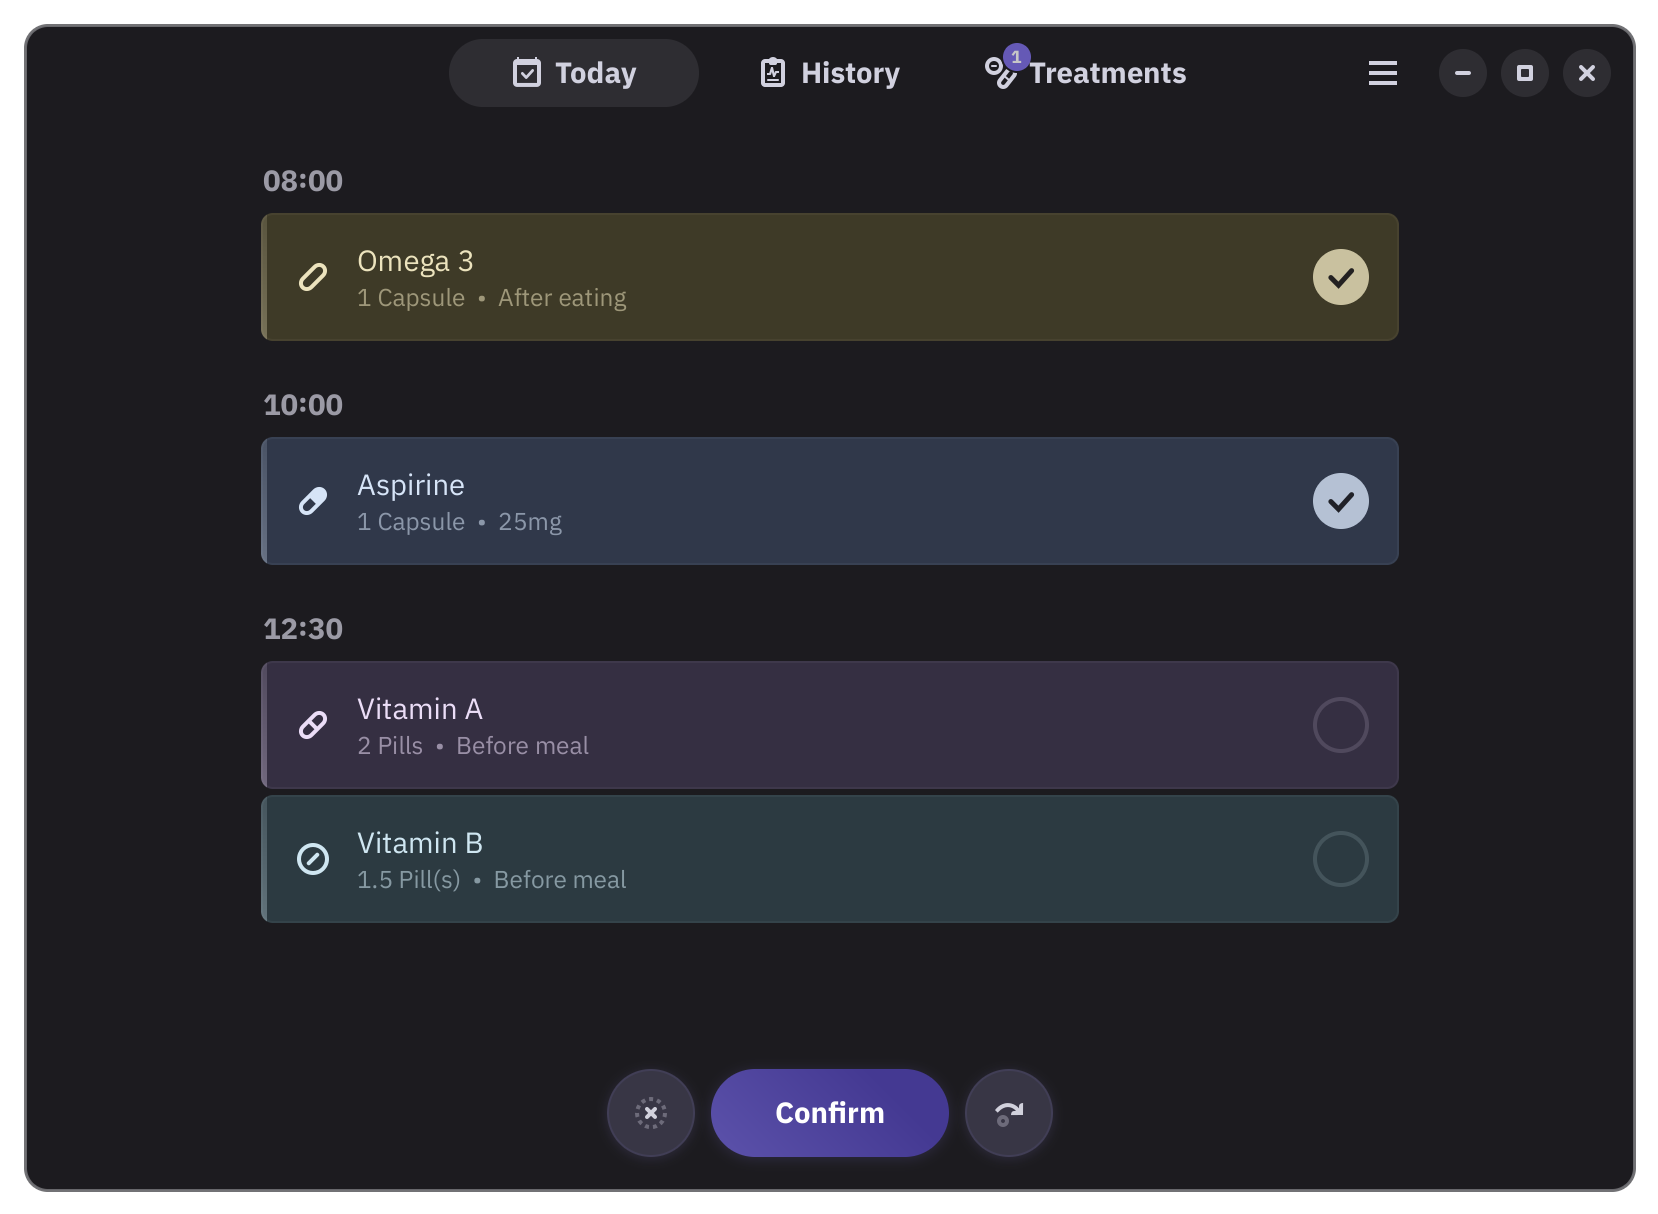 Today
History
1
Treatments
08:00
Omega 3
1 Capsule • After eating
10:00
Aspirine
1 Capsule • 25mg
12:30
Vitamin A
2 Pills • Before meal
Vitamin B
1.5 Pill(s) • Before meal
Confirm